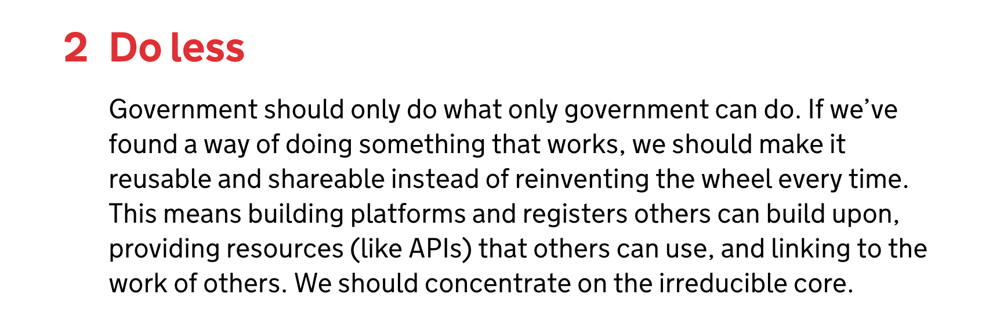 2 Do less
Government should only do what only government can do. If we’ve
found a way of doing something that works, we should make it
reusable and shareable instead of reinventing the wheel every time.
This means building platforms and registers others can build upon,
providing resources (like APIs) that others can use, and linking to the
work of others. We should concentrate on the irreducible core.